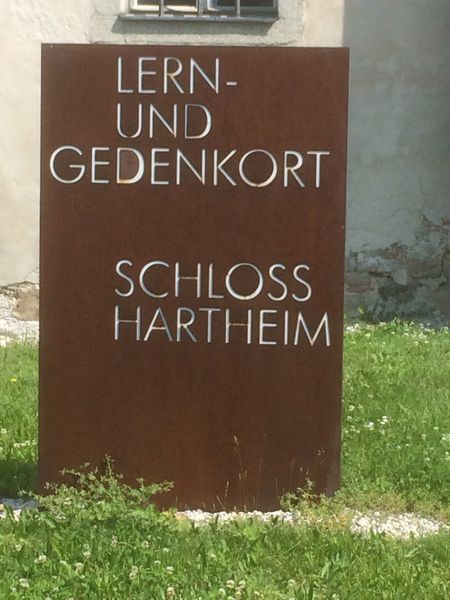 LERN-
UND
GEDENKORT
SCHLOSS
HARTHEIM